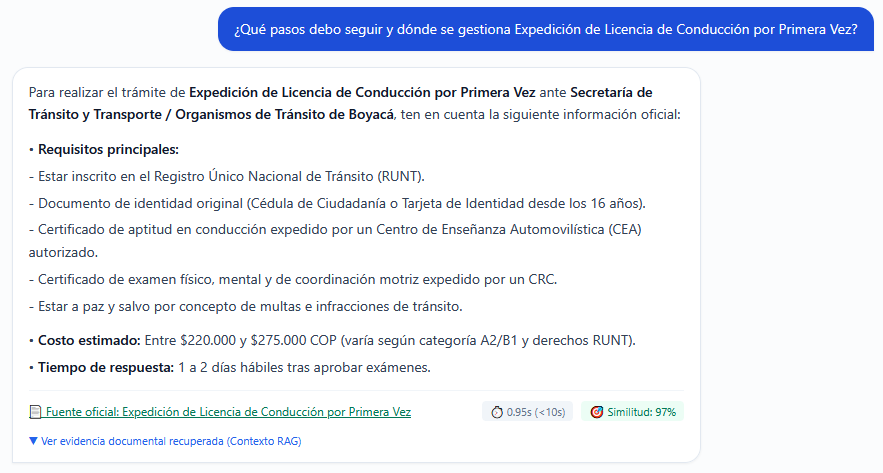 ¿Qué pasos debo seguir y dónde se gestiona Expedición de Licencia de Conducción por Primera Vez?
Para realizar el trámite de Expedición de Licencia de Conducción por Primera Vez ante Secretaría de
Tránsito y Transporte / Organismos de Tránsito de Boyacá, ten en cuenta la siguiente información oficial:
• Requisitos principales:
- Estar inscrito en el Registro Único Nacional de Tránsito (RUNT).
- Documento de identidad original (Cédula de Ciudadanía o Tarjeta de Identidad desde los 16 años).
- Certificado de aptitud en conducción expedido por un Centro de Enseñanza Automovilística (CEA)
autorizado.
- Certificado de examen físico, mental y de coordinación motriz expedido por un CRC.
- Estar a paz y salvo por concepto de multas e infracciones de tránsito.
• Costo estimado: Entre $220.000 y $275.000 COP (varía según categoría A2/B1 y derechos RUNT).
• Tiempo de respuesta: 1 a 2 días hábiles tras aprobar exámenes.
Fuente oficial: Expedición de Licencia de Conducción por Primera Vez
0.95s (<10s)
Similitud: 97%
▼ Ver evidencia documental recuperada (Contexto RAG)